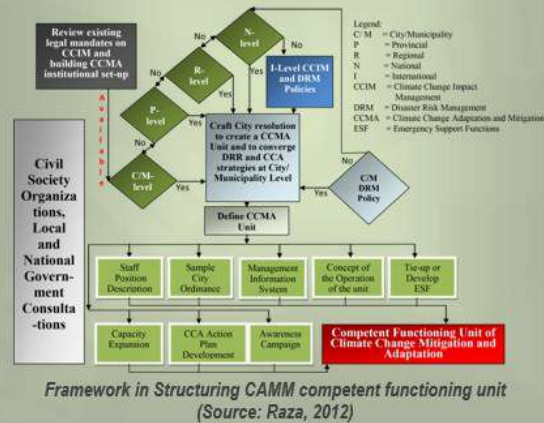 Review existing
legal mandates on
CCIM and
building CCMA
institutional set-up
Available
No
N-level
No
R-level
No
P-level
No
C/M-level
Yes
Yes
Yes
Yes
No
I-Level CCIM
and DRM
Policies
Legend:
C/ M = City/Municipality
P = Provincial
R = Regional
N = National
I = International
CCIM = Climate Change Impact
Management
DRM = Disaster Risk Management
CCMA = Climate Change Adaptation and Mitigation
ESF = Emergency Support Functions
Craft City resolution
to create a CCMA
Unit and to converge
DRR and CCA
strategies at City/
Municipality Level
C/M
DRM
Policy
Yes
Define CCMA
Unit
Civil
Society
Organiza
tions,
Local
and
National
Govern-
ment
Consulta
-tions
Staff
Position
Description
Sample
City
Ordinance
Management
Information
System
Concept of
the Operation
of the unit
Tie-up or
Develop
ESF
Capacity
Expansion
CCA Action
Plan
Development
Awareness
Campaign
Competent Functioning Unit of
Climate Change Mitigation and
Adaptation
Framework in Structuring CAMM competent functioning unit
(Source: Raza, 2012)